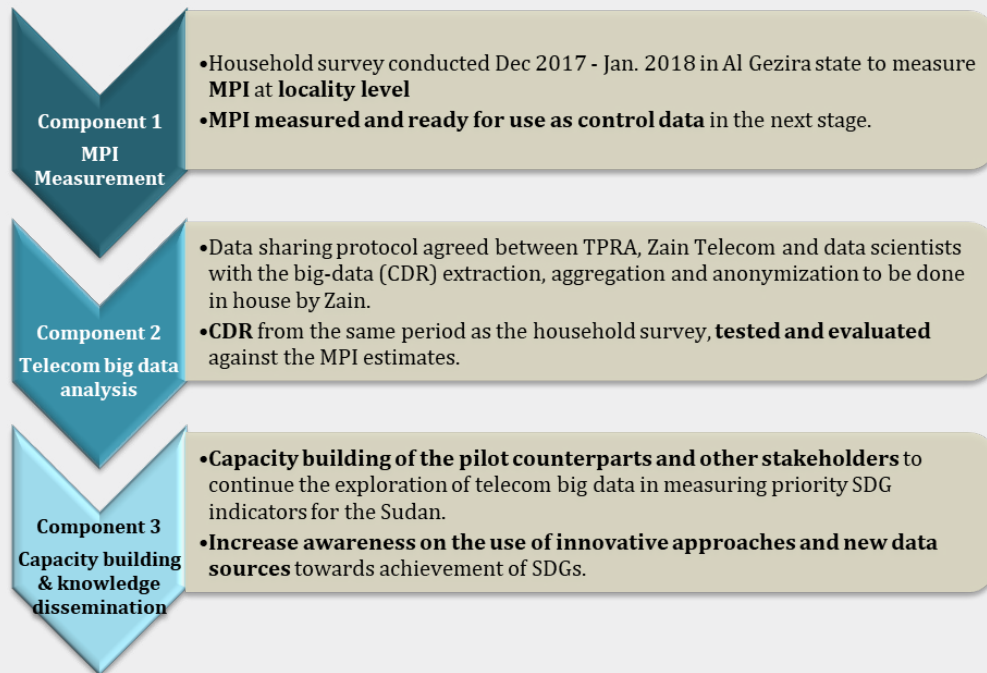 Component 1
MPI
Measurement
•Household survey conducted Dec 2017 - Jan. 2018 in Al Gezira state to measure
MPI at locality level
•MPI measured and ready for use as control data in the next stage.
Component 2
Telecom big data
analysis
•Data sharing protocol agreed between TPRA, Zain Telecom and data scientists
with the big-data (CDR) extraction, aggregation and anonymization to be done
in house by Zain.
•CDR from the same period as the household survey, tested and evaluated
against the MPI estimates.
Component 3
Capacity building
& knowledge
dissemination
•Capacity building of the pilot counterparts and other stakeholders to
continue the exploration of telecom big data in measuring priority SDG
indicators for the Sudan.
•Increase awareness on the use of innovative approaches and new data
sources towards achievement of SDGs.